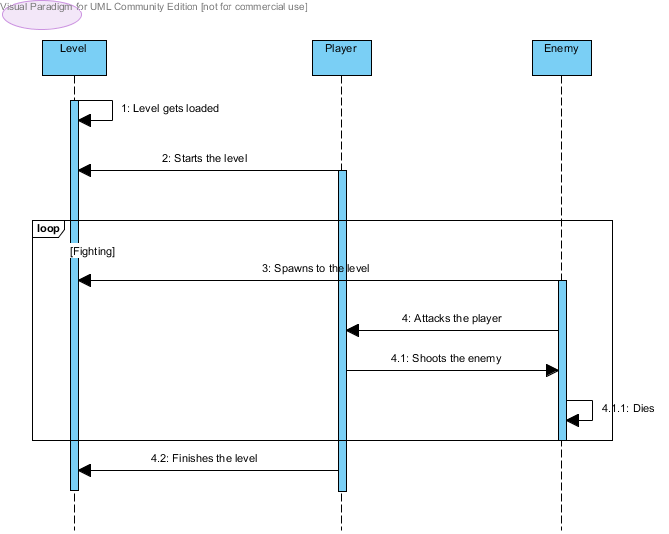 Visual Paradigm for UML Community Edition [not for commercial use]
Level
Player
Enemy
1: Level gets loaded
2: Starts the level
loop
[Fighting]
3: Spawns to the level
4: Attacks the player
4.1: Shoots the enemy
4.1.1: Dies
4.2: Finishes the level